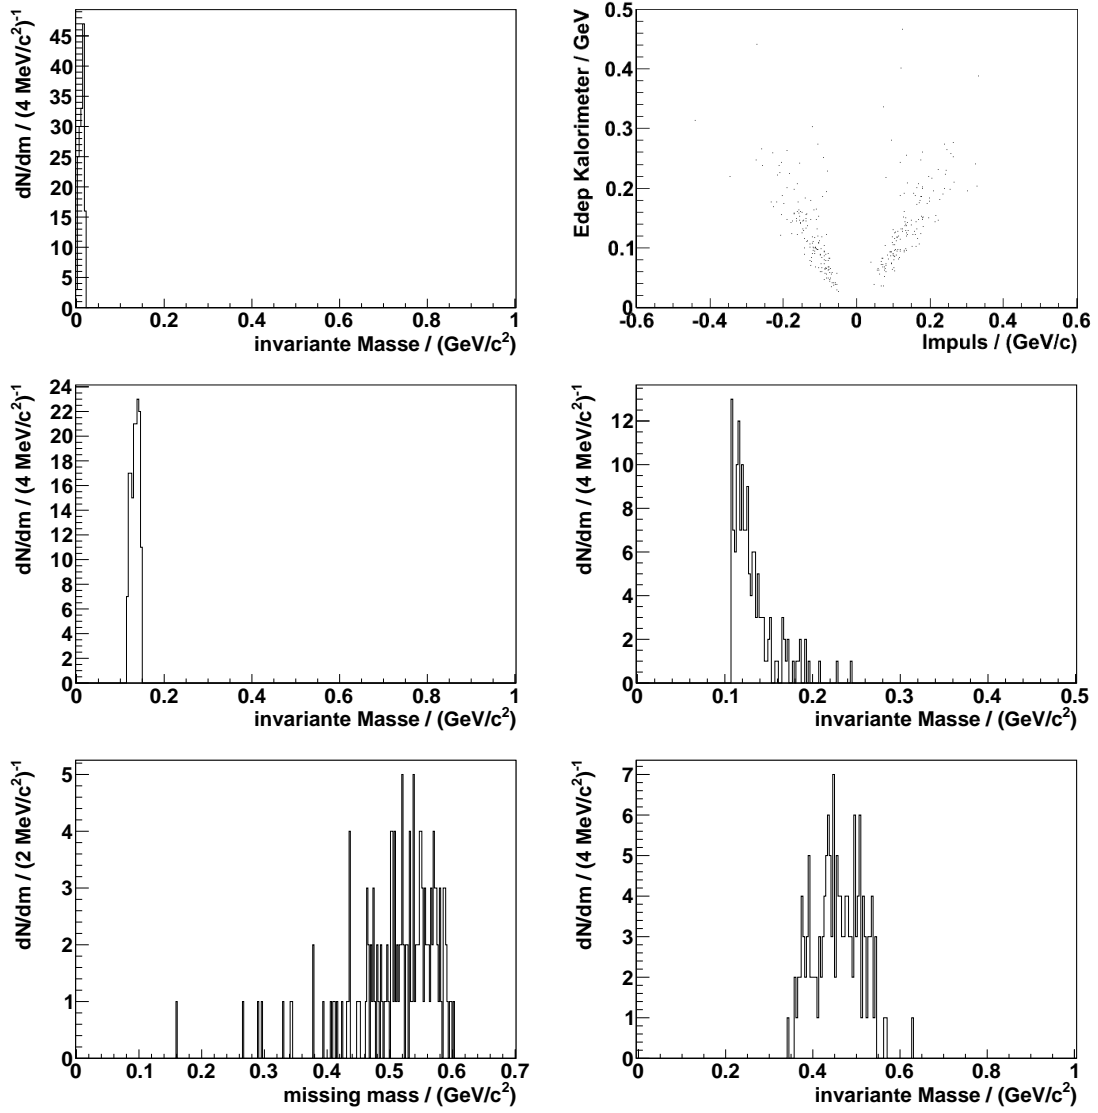 dN/dm / (4 MeV/c²)⁻¹
45
40
35
30
25
20
15
10
5
0
0 0.2 0.4 0.6 0.8 1
invariante Masse / (GeV/c²)
Edep Kalorimeter / GeV
0.5
0.4
0.3
0.2
0.1
0
-0.6 -0.4 -0.2 0 0.2 0.4 0.6
Impuls / (GeV/c)
dN/dm / (4 MeV/c²)⁻¹
24
22
20
18
16
14
12
10
8
6
4
2
0
0 0.2 0.4 0.6 0.8 1
invariante Masse / (GeV/c²)
dN/dm / (4 MeV/c²)⁻¹
12
10
8
6
4
2
0
0 0.1 0.2 0.3 0.4 0.5
invariante Masse / (GeV/c²)
dN/dm / (2 MeV/c²)⁻¹
5
4
3
2
1
0
0 0.1 0.2 0.3 0.4 0.5 0.6 0.7
missing mass / (GeV/c²)
dN/dm / (4 MeV/c²)⁻¹
7
6
5
4
3
2
1
0
0 0.2 0.4 0.6 0.8 1
invariante Masse / (GeV/c²)